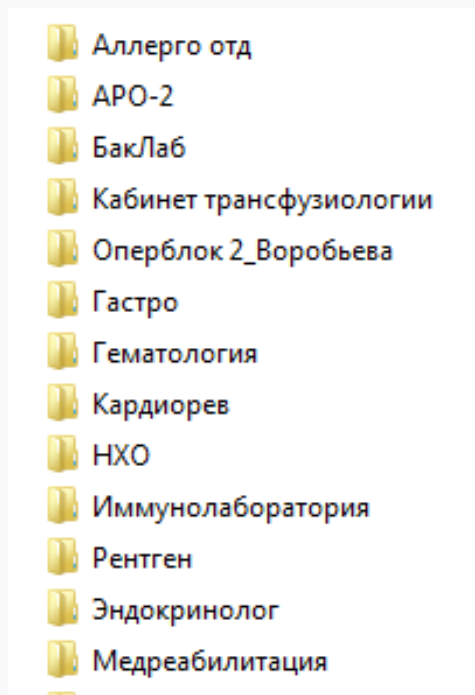 Аллерго отд
АРО-2
БакЛаб
Кабинет трансфузиологии
Оперблок 2_Воробьева
Гастро
Гематология
Кардиорев
НХО
Иммунолаборатория
Рентген
Эндокринолог
Медреабилитация